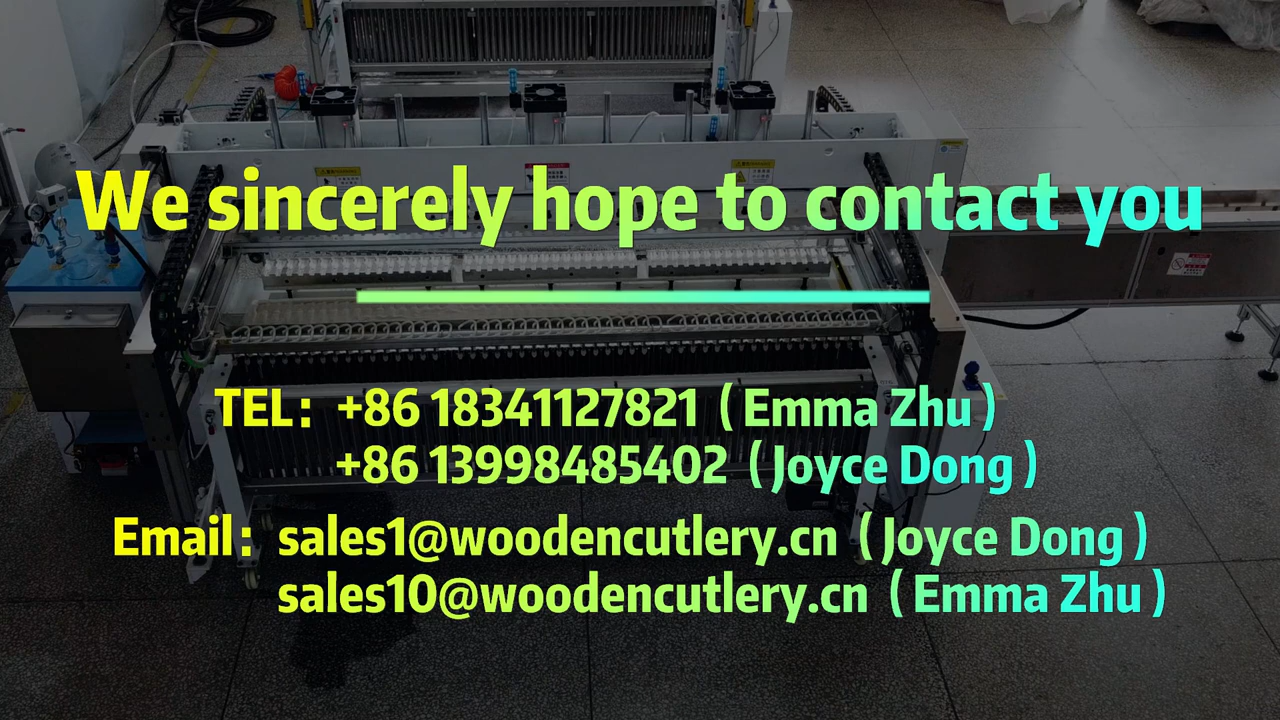 We sincerely hope to contact you
TEL：+86 18341127821（Emma Zhu）
+86 13998485402（Joyce Dong）
Email：sales1@woodencutlery.cn（Joyce Dong）
sales10@woodencutlery.cn（Emma Zhu）